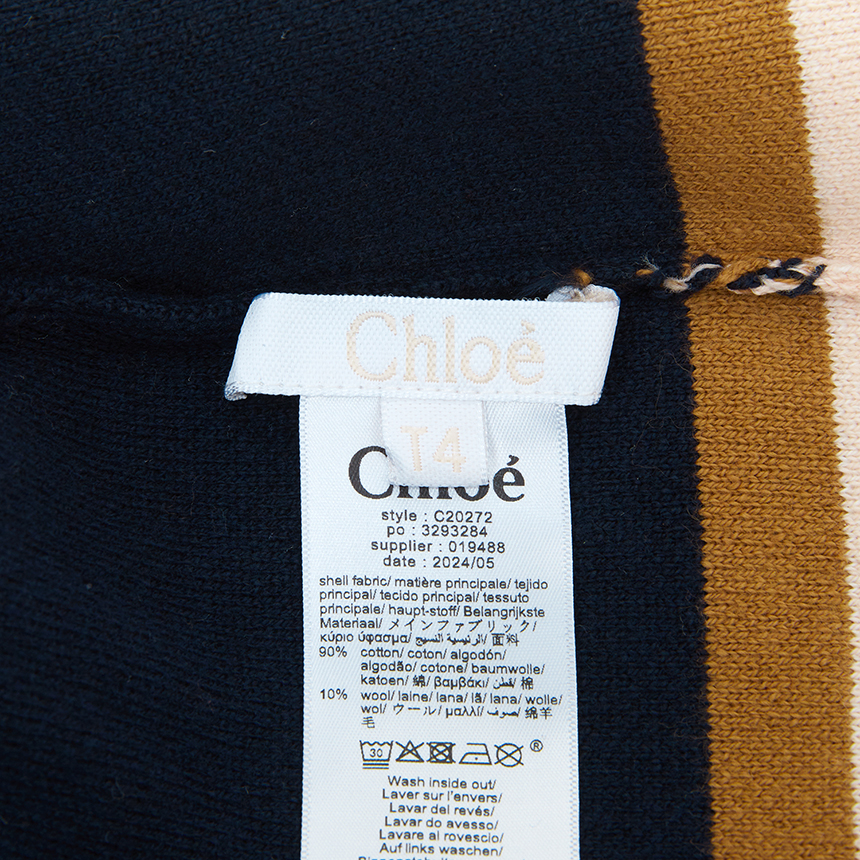 Chloé
T4
Chloé
style : C20272
po : 3293284
supplier : 019488
date : 2024/05
shell fabric/ matière principale/ tejido
principal/ tecido principal/ tessuto
principale/ haupt-stoff/ Belangrijkste
Materiaal/ メインファブリック/
κύριο ύφασμα/ الرئيسية النسيج/ 面料
90% cotton/ coton/ algodón/
algodão/ cotone/ baumwolle/
katoen/ 綿/ βαμβάκι/ قطن/ 棉
10% wool/ laine/ lana/ lã/ lana/ wolle/
wol/ ウール/ μαλλί/ صوف/ 绵羊
毛
30 ®
Wash inside out/
Laver sur l'envers/
Lavar del revés/
Lavar do avesso/
Lavare al rovescio/
Auf links waschen/